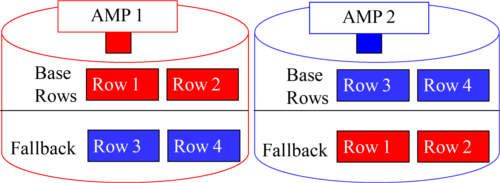 AMP 1
Base Rows
Row 1
Row 2
Fallback
Row 3
Row 4
AMP 2
Base Rows
Row 3
Row 4
Fallback
Row 1
Row 2